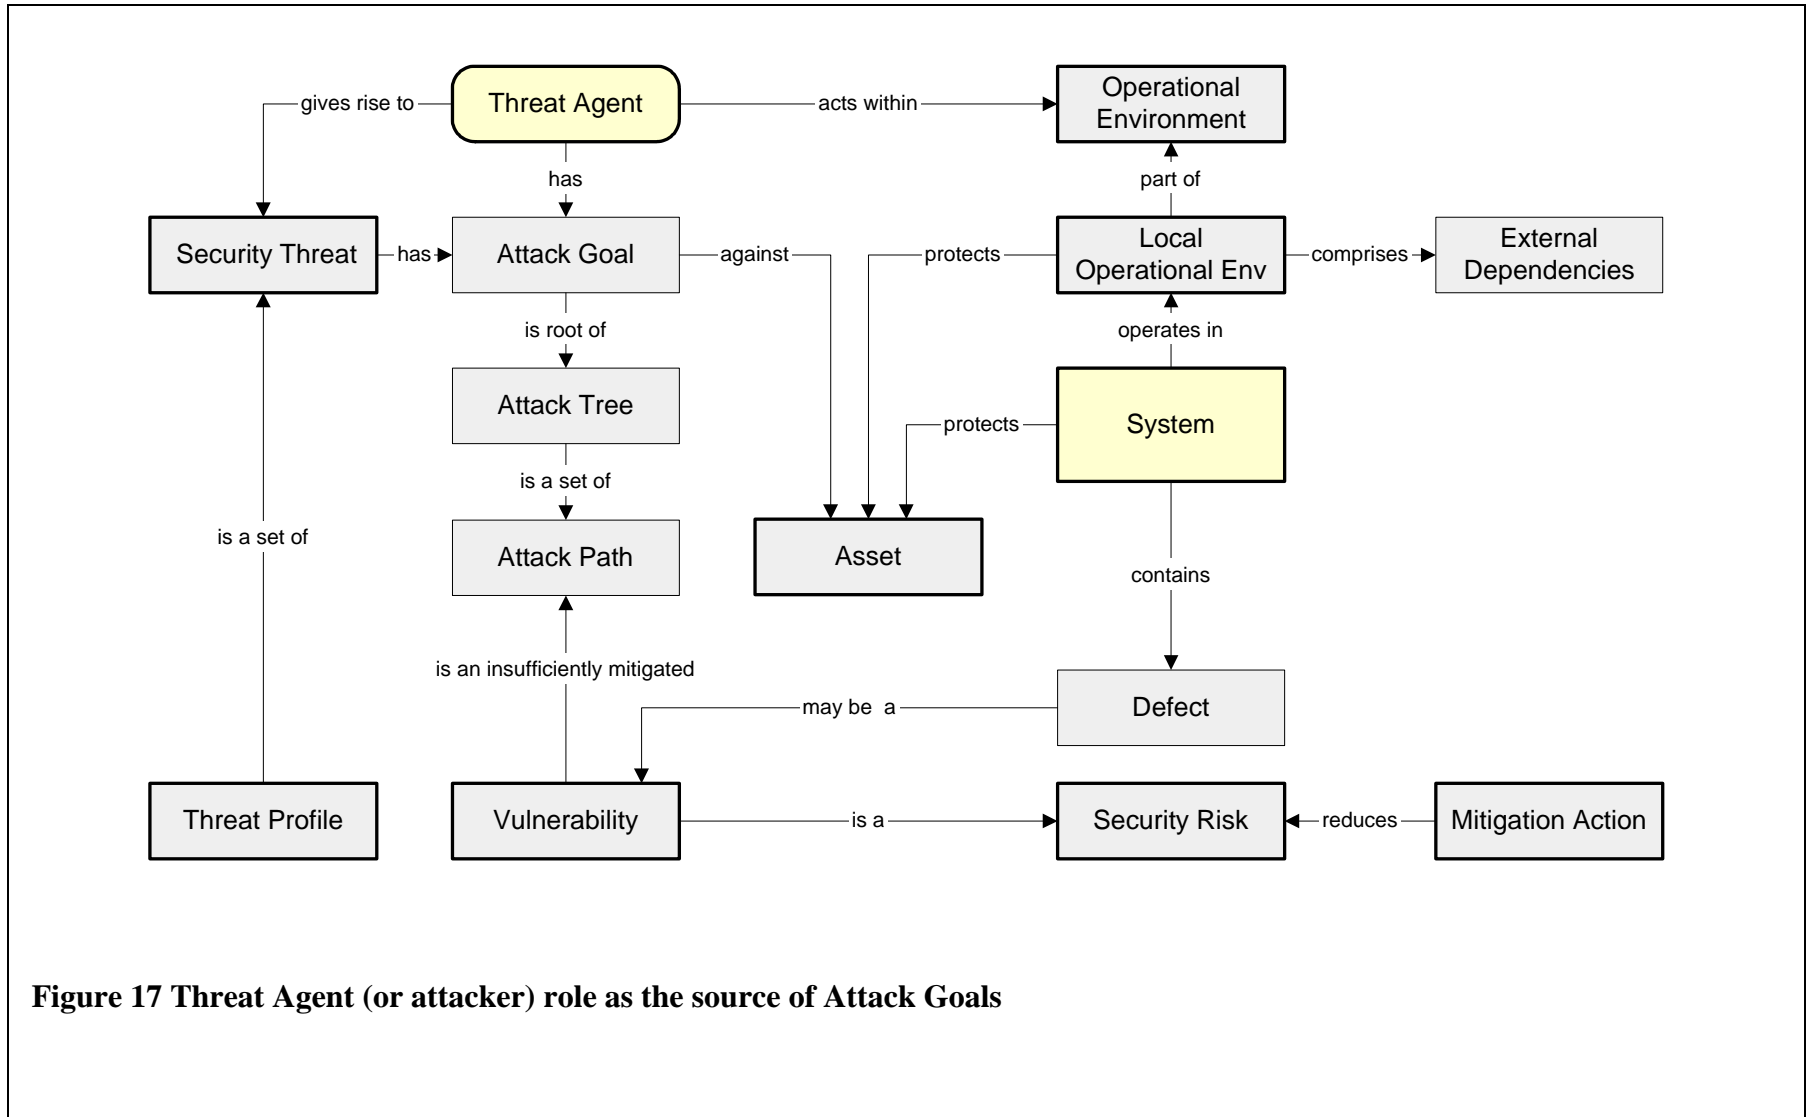 gives rise to
Threat Agent
acts within
Operational
Environment
has
part of
Security Threat
has
Attack Goal
against
protects
Local
Operational Env
comprises
External
Dependencies
is root of
operates in
Attack Tree
protects
System
is a set of
is a set of
Attack Path
Asset
contains
is an insufficiently mitigated
may be a
Defect
Threat Profile
Vulnerability
is a
Security Risk
reduces
Mitigation Action
Figure 17 Threat Agent (or attacker) role as the source of Attack Goals